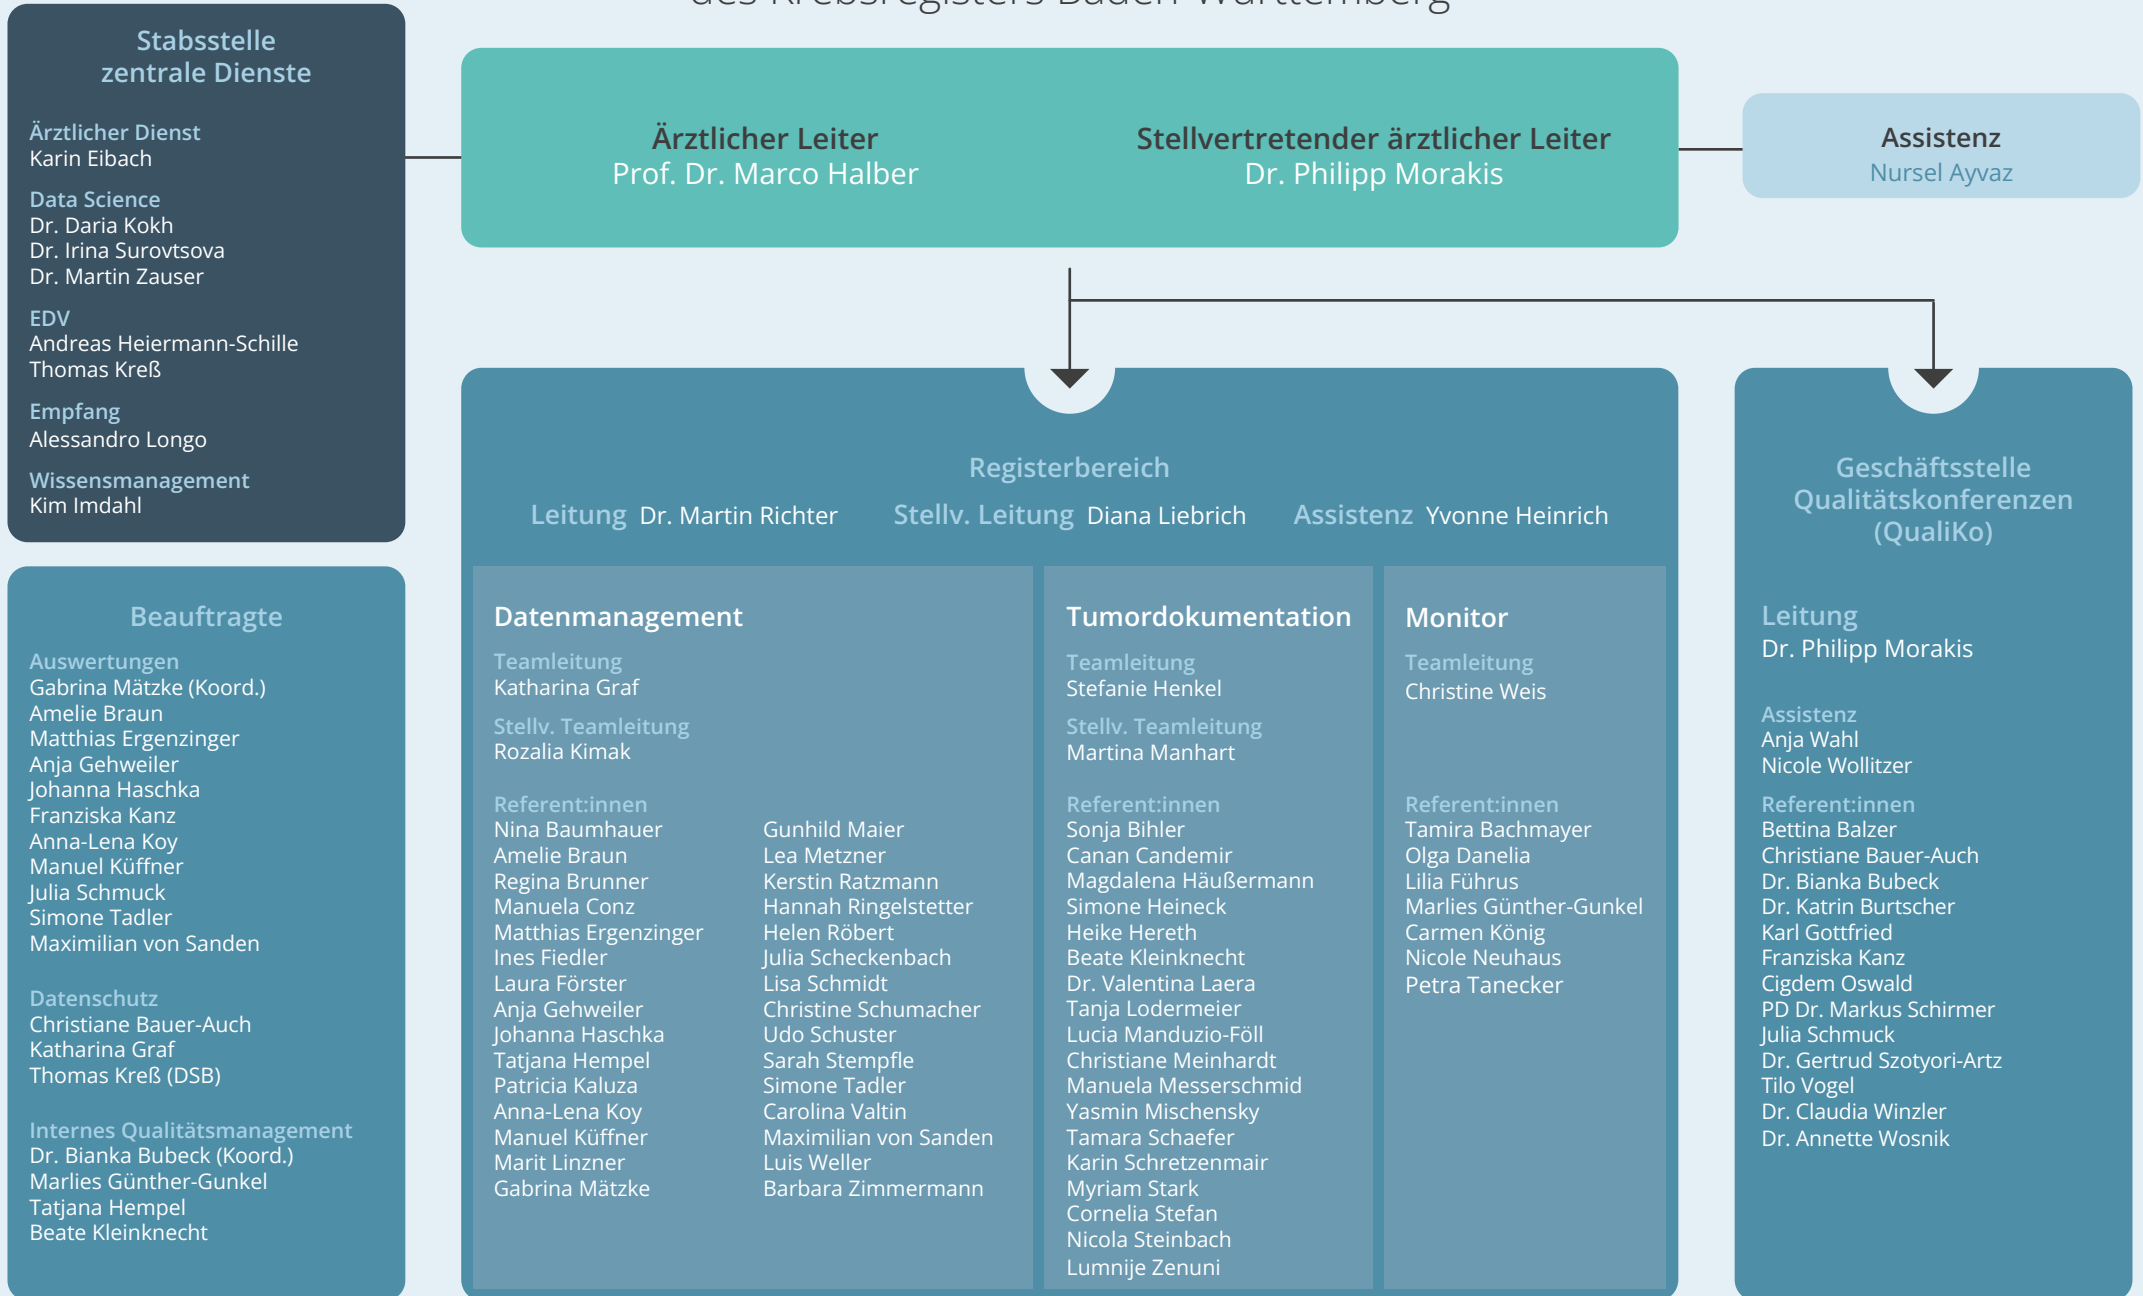 des Krebsregisters Baden-Württemberg
Stabsstelle
zentrale Dienste
Ärztlicher Dienst
Karin Eibach
Data Science
Dr. Daria Kokh
Dr. Irina Surovtsova
Dr. Martin Zauser
EDV
Andreas Heiermann-Schille
Thomas Kreß
Empfang
Alessandro Longo
Wissensmanagement
Kim Imdahl
Ärztlicher Leiter
Prof. Dr. Marco Halber
Stellvertretender ärztlicher Leiter
Dr. Philipp Morakis
Assistenz
Nursel Ayvaz
Beauftragte
Auswertungen
Gabrina Mätzke (Koord.)
Amelie Braun
Matthias Ergenzinger
Anja Gehweiler
Johanna Haschka
Franziska Kanz
Anna-Lena Koy
Manuel Küffner
Julia Schmuck
Simone Tadler
Maximilian von Sanden
Datenschutz
Christiane Bauer-Auch
Katharina Graf
Thomas Kreß (DSB)
Internes Qualitätsmanagement
Dr. Bianka Bubeck (Koord.)
Marlies Günther-Gunkel
Tatjana Hempel
Beate Kleinknecht
Registerbereich
Leitung Dr. Martin Richter Stellv. Leitung Diana Liebrich Assistenz Yvonne Heinrich
Datenmanagement
Teamleitung
Katharina Graf
Stellv. Teamleitung
Rozalia Kimak
Referent:innen
Nina Baumhauer
Amelie Braun
Regina Brunner
Manuela Conz
Matthias Ergenzinger
Ines Fiedler
Laura Förster
Anja Gehweiler
Johanna Haschka
Tatjana Hempel
Patricia Kaluza
Anna-Lena Koy
Manuel Küffner
Marit Linzner
Gabrina Mätzke
Gunhild Maier
Lea Metzner
Kerstin Ratzmann
Hannah Ringelstetter
Helen Röbert
Julia Scheckenbach
Lisa Schmidt
Christine Schumacher
Udo Schuster
Sarah Stempfle
Simone Tadler
Carolina Valtin
Maximilian von Sanden
Luis Weller
Barbara Zimmermann
Tumordokumentation
Teamleitung
Stefanie Henkel
Stellv. Teamleitung
Martina Manhart
Referent:innen
Sonja Bihler
Canan Candemir
Magdalena Häußermann
Simone Heineck
Heike Hereth
Beate Kleinknecht
Dr. Valentina Laera
Tanja Lodermeier
Lucia Manduzio-Föll
Christiane Meinhardt
Manuela Messerschmid
Yasmin Mischensky
Tamara Schaefer
Karin Schretzenmair
Myriam Stark
Cornelia Stefan
Nicola Steinbach
Lumnije Zenuni
Monitor
Teamleitung
Christine Weis
Referent:innen
Tamira Bachmayer
Olga Danelia
Lilia Führus
Marlies Günther-Gunkel
Carmen König
Nicole Neuhaus
Petra Tanecker
Geschäftsstelle
Qualitätskonferenzen
(QualiKo)
Leitung
Dr. Philipp Morakis
Assistenz
Anja Wahl
Nicole Wollitzer
Referent:innen
Bettina Balzer
Christiane Bauer-Auch
Dr. Bianka Bubeck
Dr. Katrin Burtscher
Karl Gottfried
Franziska Kanz
Cigdem Oswald
PD Dr. Markus Schirmer
Julia Schmuck
Dr. Gertrud Szotyori-Artz
Tilo Vogel
Dr. Claudia Winzler
Dr. Annette Wosnik